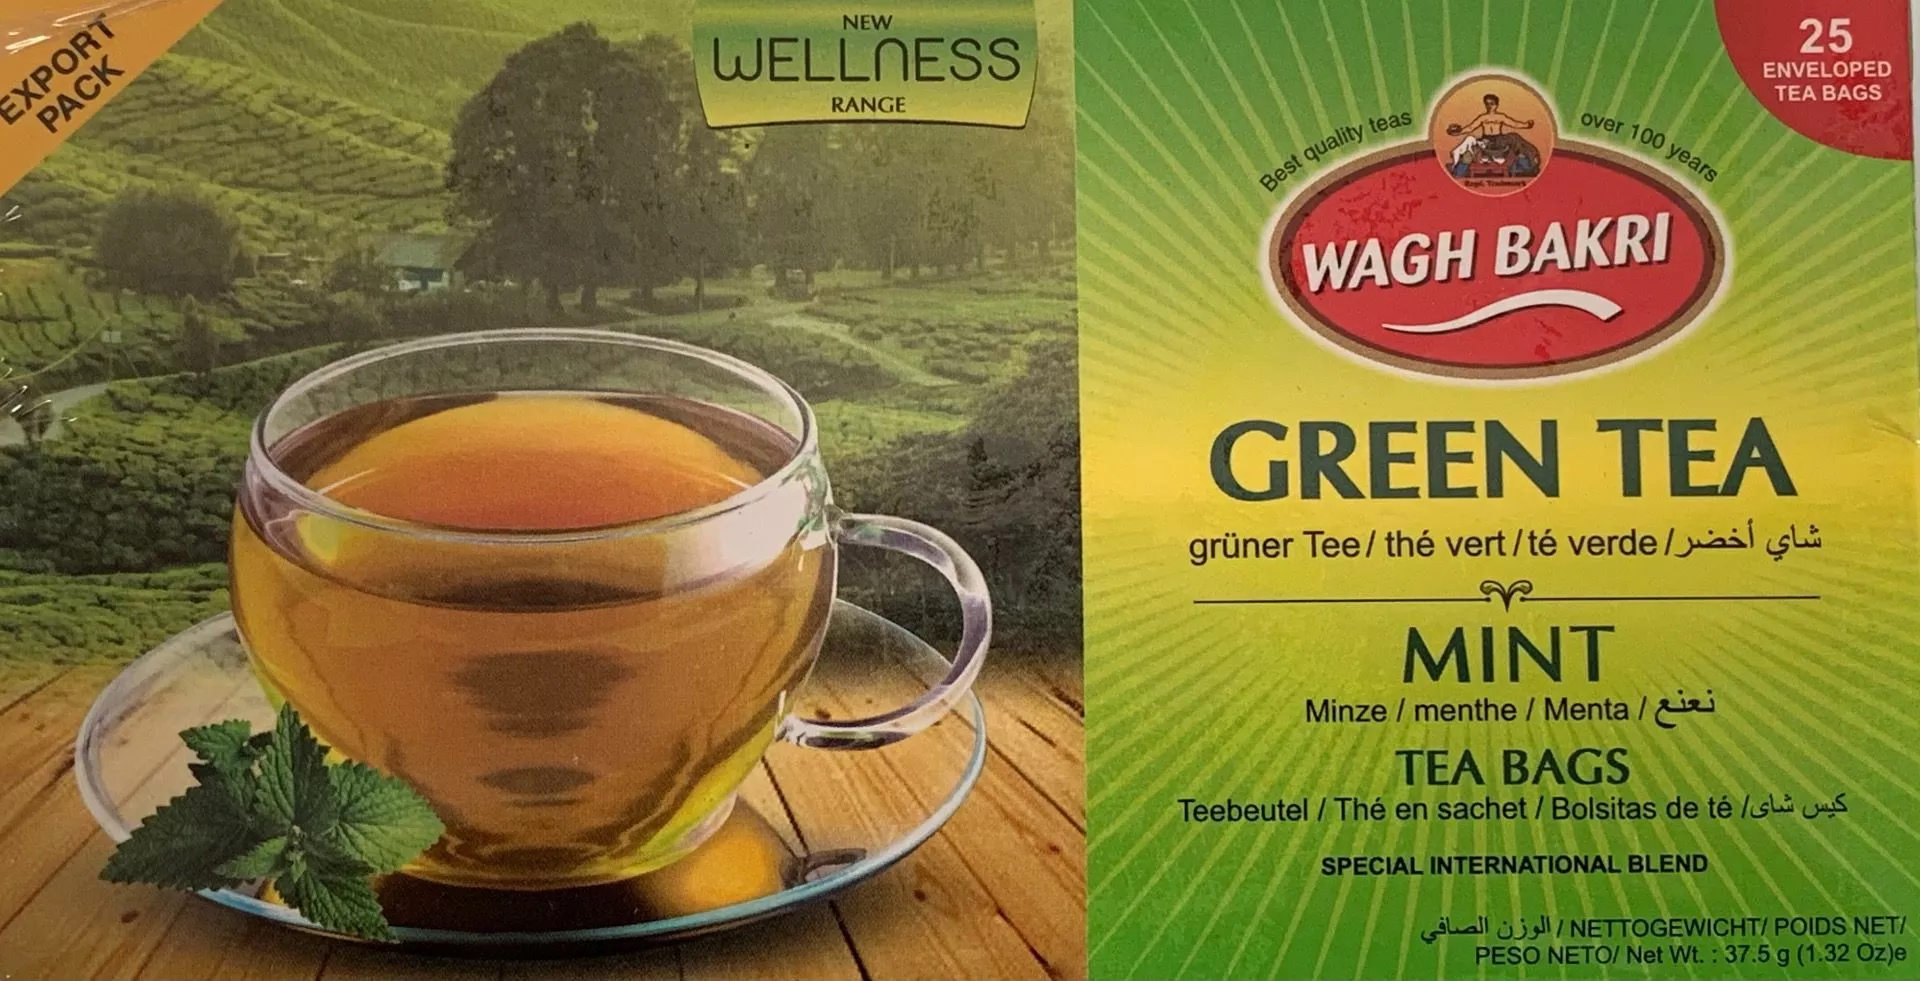 EXPORT
PACK
NEW
WELLNESS
RANGE
25
ENVELOPED
TEA BAGS
Best quality teas
over 100 years
Regd. Trademark
WAGH BAKRI
GREEN TEA
grüner Tee / thé vert / té verde / شاي أخضر
MINT
Minze / menthe / Menta / نعنع
TEA BAGS
Teebeutel / Thé en sachet / Bolsitas de té / كيس شاى
SPECIAL INTERNATIONAL BLEND
الوزن الصافي / NETTOGEWICHT/ POIDS NET/
PESO NETO/ Net Wt. : 37.5 g (1.32 Oz)e